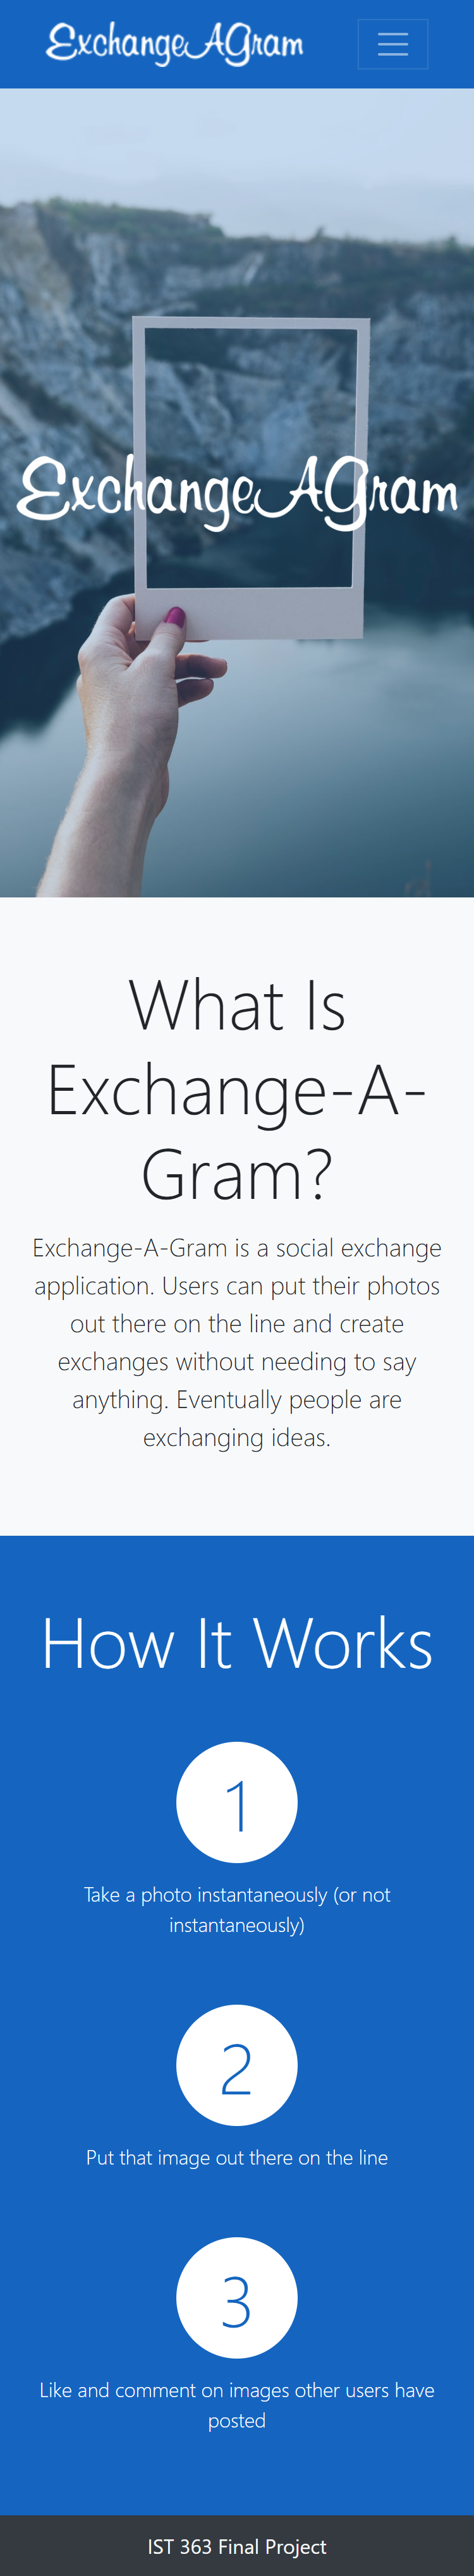 ExchangeAGram
ExchangeAGram
What Is
Exchange-A-
Gram?
Exchange-A-Gram is a social exchange
application. Users can put their photos
out there on the line and create
exchanges without needing to say
anything. Eventually people are
exchanging ideas.
How It Works
1
Take a photo instantaneously (or not
instantaneously)
2
Put that image out there on the line
3
Like and comment on images other users have
posted
IST 363 Final Project